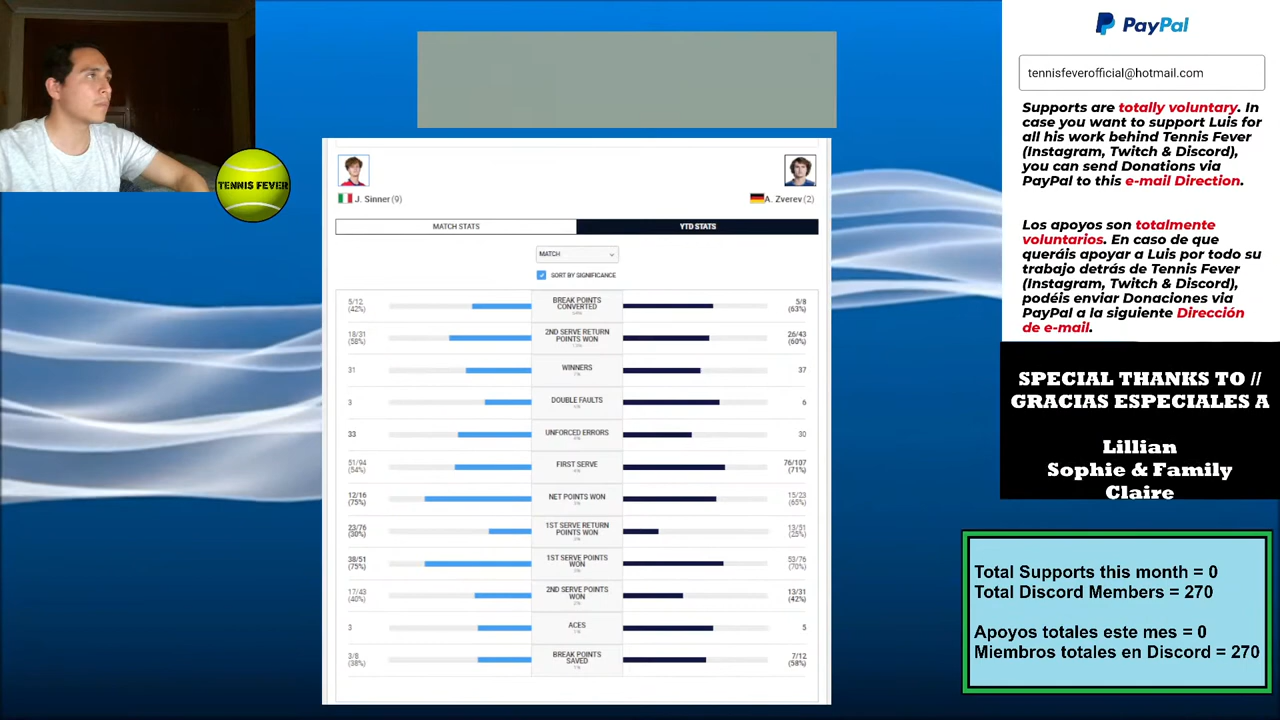 PayPal
tennisfeverofficial@hotmail.com
Supports are totally voluntary. In
case you want to support Luis for
all his work behind Tennis Fever
(Instagram, Twitch & Discord),
you can send Donations via
PayPal to this e-mail Direction.
Los apoyos son totalmente
voluntarios. En caso de que
queráis apoyar a Luis por todo su
trabajo detrás de Tennis Fever
(Instagram, Twitch & Discord),
podéis enviar Donaciones via
PayPal a la siguiente Dirección
de e-mail.
SPECIAL THANKS TO //
GRACIAS ESPECIALES A
Lillian
Sophie & Family
Claire
Total Supports this month = 0
Total Discord Members = 270
Apoyos totales este mes = 0
Miembros totales en Discord = 270
TENNIS FEVER
J. Sinner (9)
A. Zverev (2)
MATCH STATS
YTD STATS
MATCH
SORT BY SIGNIFICANCE
5/12
(42%)
BREAK POINTS
CONVERTED
5/8
(63%)
18/31
(58%)
2ND SERVE RETURN
POINTS WON
26/43
(60%)
31
WINNERS
37
3
DOUBLE FAULTS
6
33
UNFORCED ERRORS
30
51/94
(54%)
FIRST SERVE
76/107
(71%)
12/16
(75%)
NET POINTS WON
15/23
(65%)
23/76
(30%)
1ST SERVE RETURN
POINTS WON
13/51
(25%)
38/51
(75%)
1ST SERVE POINTS
WON
53/76
(70%)
17/43
(40%)
2ND SERVE POINTS
WON
13/31
(42%)
3
ACES
5
3/8
(38%)
BREAK POINTS
SAVED
7/12
(58%)